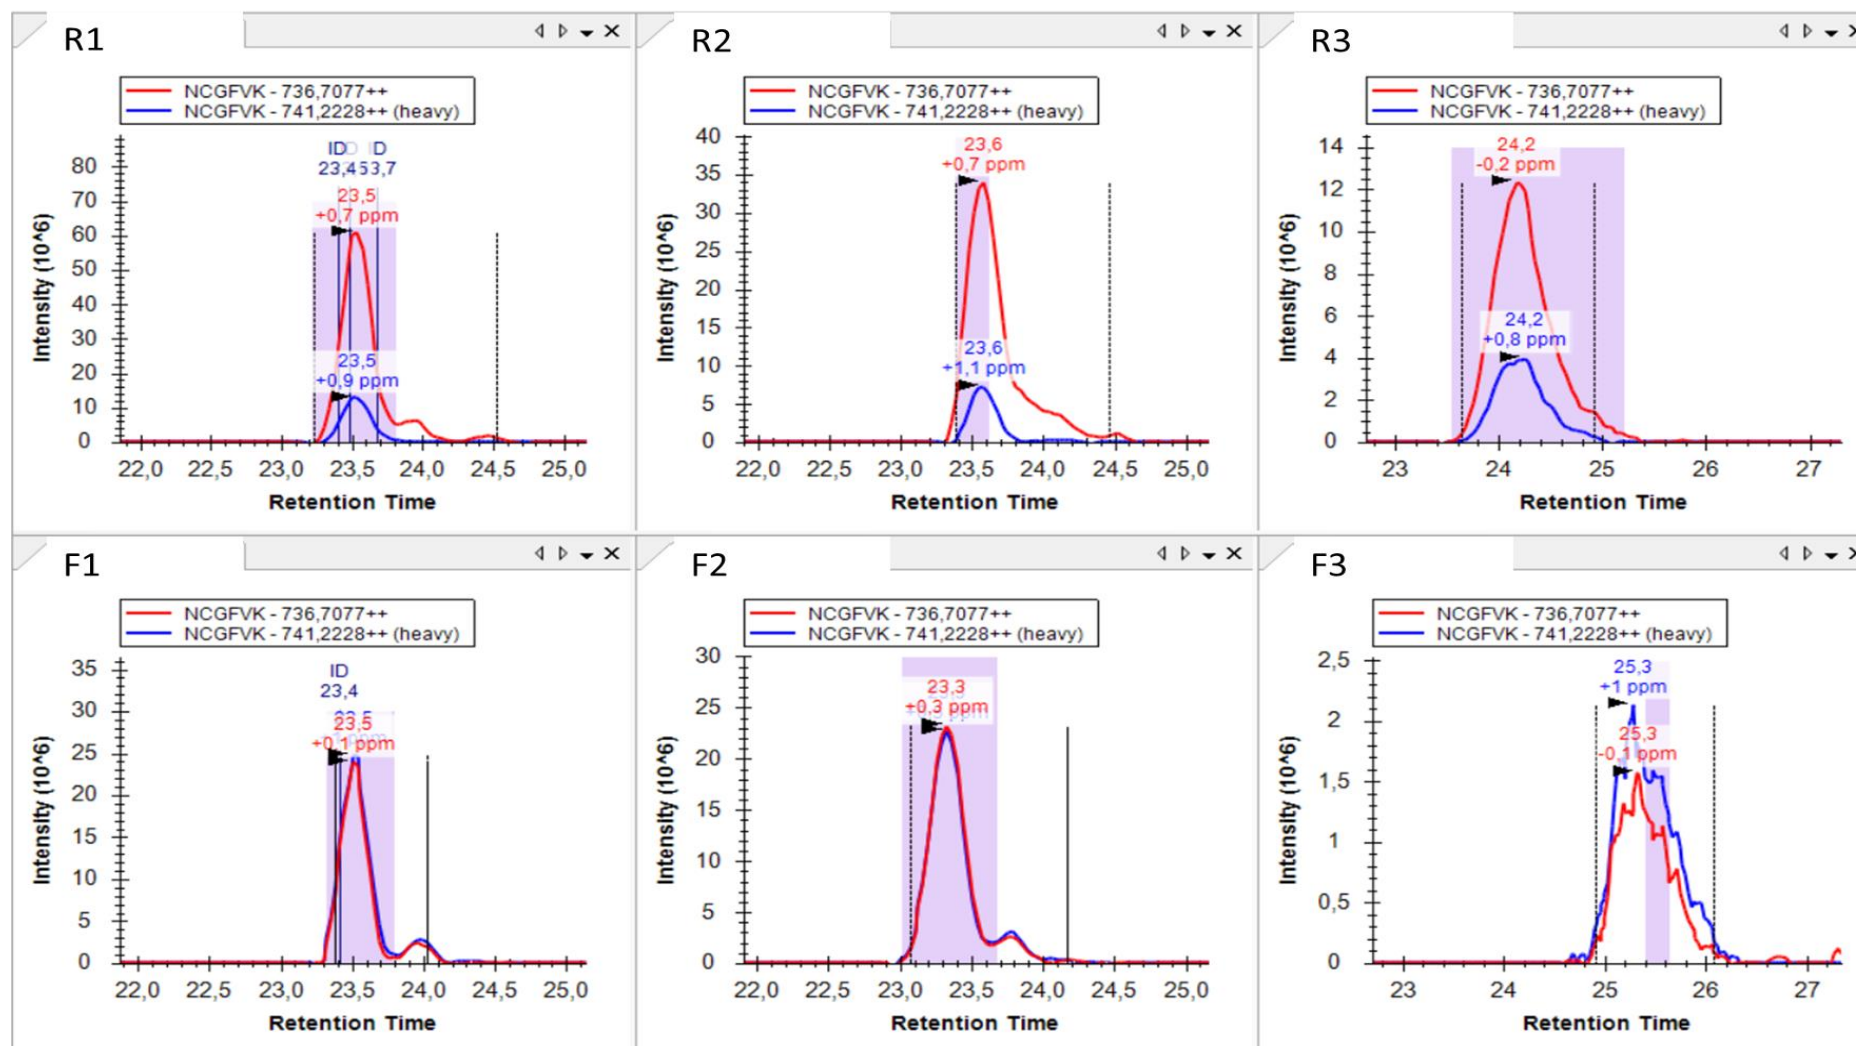 R1
NCGFVK - 736,7077++
NCGFVK - 741,2228++ (heavy)
ID ID
23,4 3,7
23,5
+0,7 ppm
23,5
+0,9 ppm
80
70
60
50
40
30
20
10
0
Intensity (10^6)
22,0 22,5 23,0 23,5 24,0 24,5 25,0
Retention Time
R2
NCGFVK - 736,7077++
NCGFVK - 741,2228++ (heavy)
23,6
+0,7 ppm
23,6
+1,1 ppm
40
35
30
25
20
15
10
5
0
Intensity (10^6)
22,0 22,5 23,0 23,5 24,0 24,5 25,0
Retention Time
R3
NCGFVK - 736,7077++
NCGFVK - 741,2228++ (heavy)
24,2
-0,2 ppm
24,2
+0,8 ppm
14
12
10
8
6
4
2
0
Intensity (10^6)
23 24 25 26 27
Retention Time
F1
NCGFVK - 736,7077++
NCGFVK - 741,2228++ (heavy)
ID
23,4
23,5
+0,1 ppm
35
30
25
20
15
10
5
0
Intensity (10^6)
22,0 22,5 23,0 23,5 24,0 24,5 25,0
Retention Time
F2
NCGFVK - 736,7077++
NCGFVK - 741,2228++ (heavy)
23,3
+0,3 ppm
30
25
20
15
10
5
0
Intensity (10^6)
22,0 22,5 23,0 23,5 24,0 24,5 25,0
Retention Time
F3
NCGFVK - 736,7077++
NCGFVK - 741,2228++ (heavy)
25,3
+1 ppm
25,3
-0,1 ppm
2,5
2
1,5
1
0,5
0
Intensity (10^6)
23 24 25 26 27
Retention Time